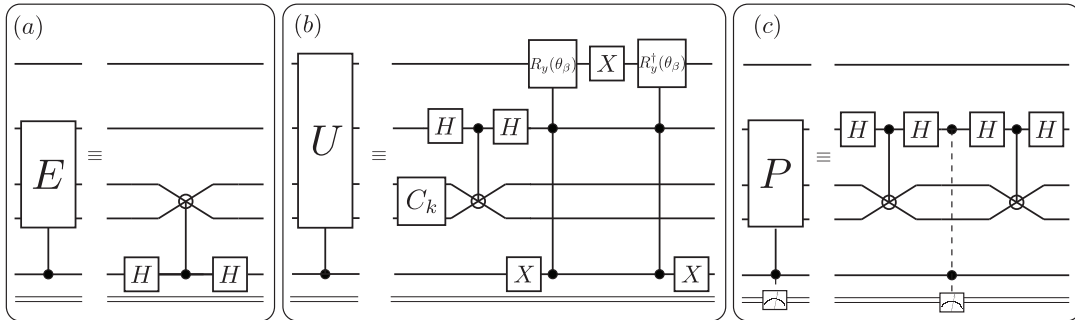 (a)
E
≡
H
H
(b)
U
≡
R_y(θ_β)
X
R_y^†(θ_β)
H
H
C_k
X
X
(c)
P
≡
H
H
H
H